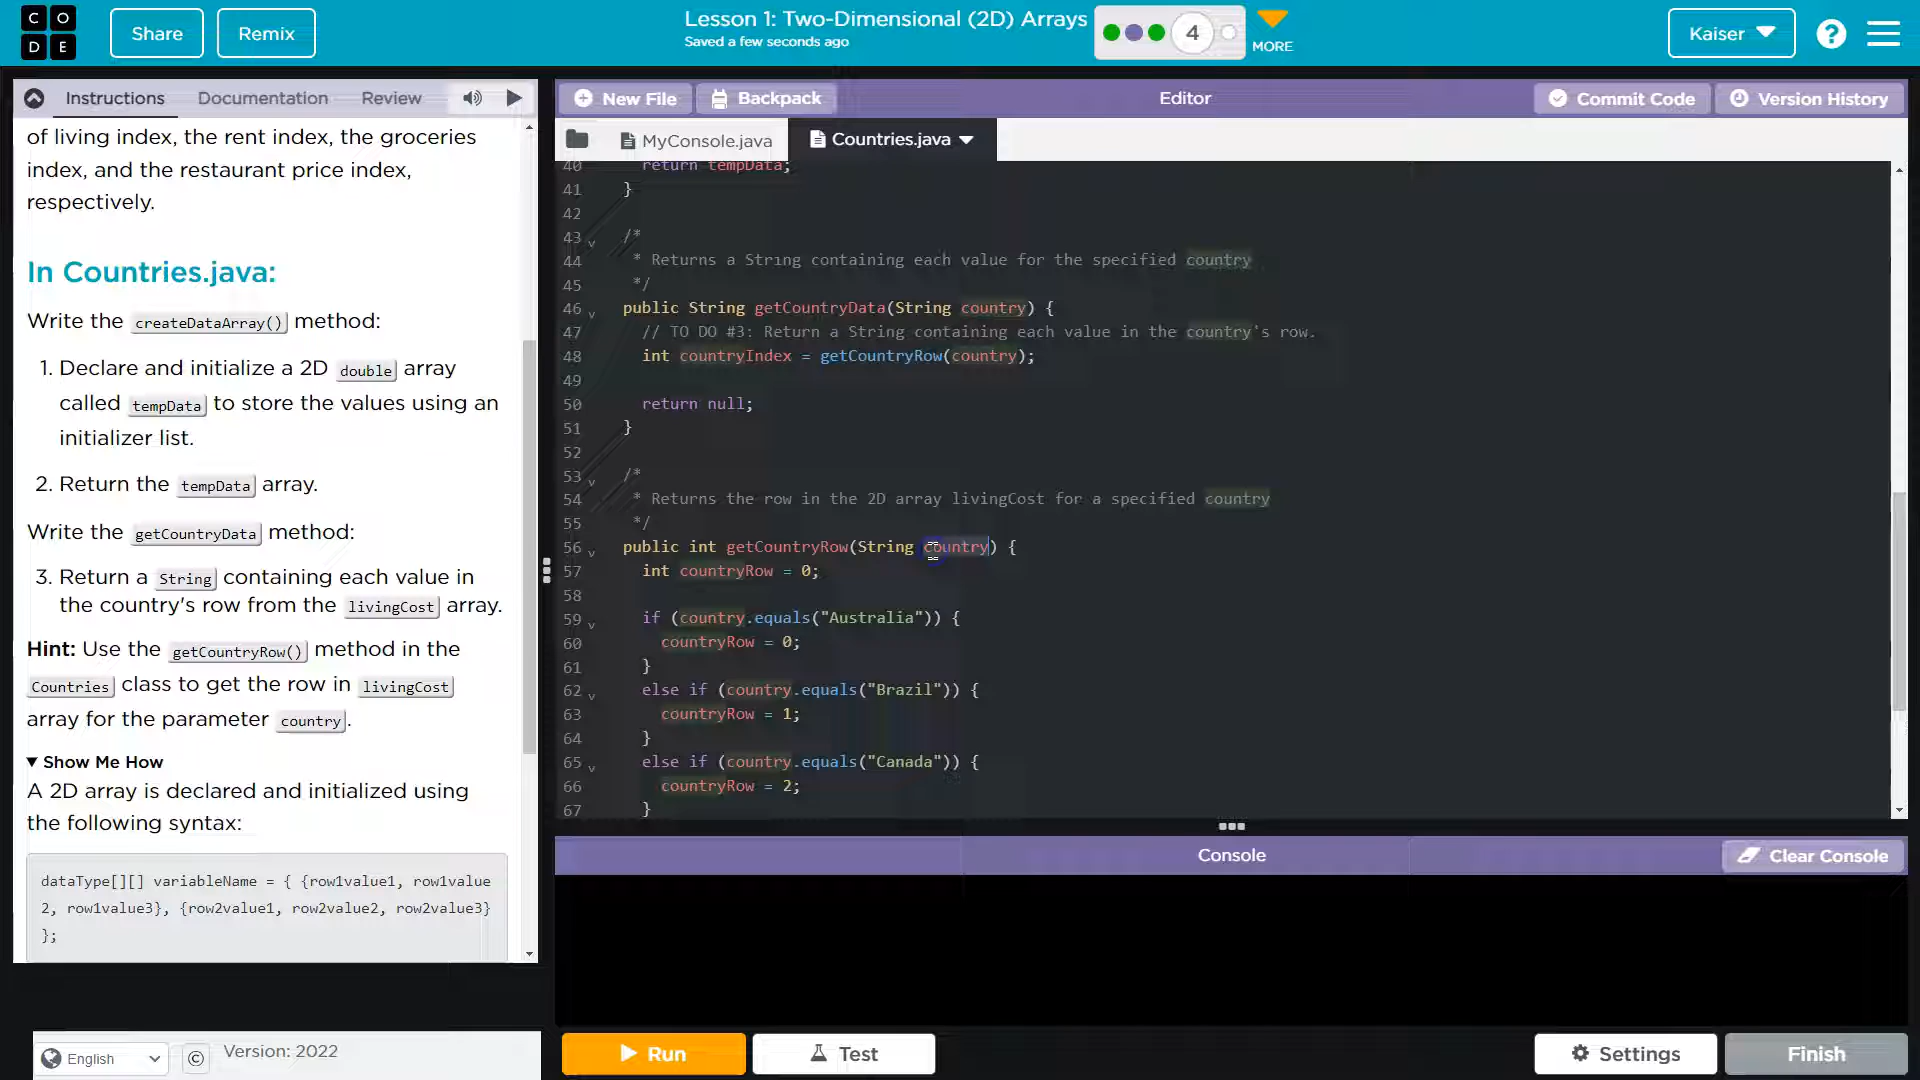 C O
D E
Share
Remix
Lesson 1: Two-Dimensional (2D) Arrays
Saved a few seconds ago
4
MORE
Kaiser
?
Instructions
Documentation
Review
of living index, the rent index, the groceries
index, and the restaurant price index,
respectively.
In Countries.java:
Write the createDataArray() method:
1. Declare and initialize a 2D double array
called tempData to store the values using an
initializer list.
2. Return the tempData array.
Write the getCountryData method:
3. Return a String containing each value in
the country's row from the livingCost array.
Hint: Use the getCountryRow() method in the
Countries class to get the row in livingCost
array for the parameter country.
Show Me How
A 2D array is declared and initialized using
the following syntax:
dataType[][] variableName = { {row1value1, row1value
2, row1value3}, {row2value1, row2value2, row2value3}
};
New File
Backpack
Editor
Commit Code
Version History
MyConsole.java
Countries.java
40 return tempData;
41 }
42
43 /*
44 * Returns a String containing each value for the specified country
45 */
46 public String getCountryData(String country) {
47 // TO DO #3: Return a String containing each value in the country's row.
48 int countryIndex = getCountryRow(country);
49
50 return null;
51 }
52
53 /*
54 * Returns the row in the 2D array livingCost for a specified country
55 */
56 public int getCountryRow(String country) {
57 int countryRow = 0;
58
59 if (country.equals("Australia")) {
60 countryRow = 0;
61 }
62 else if (country.equals("Brazil")) {
63 countryRow = 1;
64 }
65 else if (country.equals("Canada")) {
66 countryRow = 2;
67 }
Console
Clear Console
English
©
Version: 2022
Run
Test
Settings
Finish